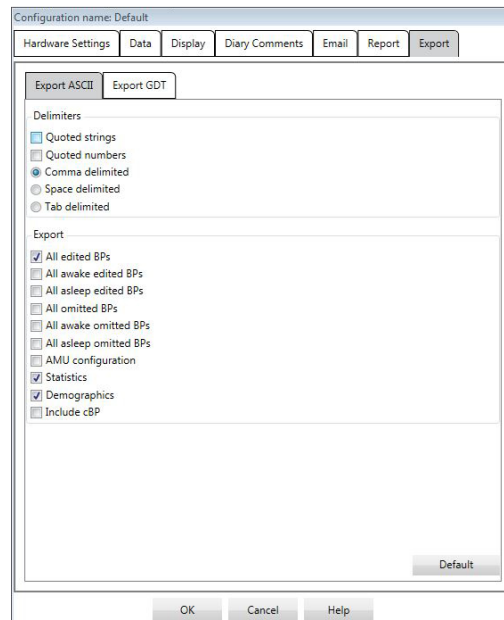 Configuration name: Default
Hardware Settings Data Display Diary Comments Email Report Export
Export ASCII Export GDT
Delimiters
Quoted strings
Quoted numbers
Comma delimited
Space delimited
Tab delimited
Export
All edited BPs
All awake edited BPs
All asleep edited BPs
All omitted BPs
All awake omitted BPs
All asleep omitted BPs
AMU configuration
Statistics
Demographics
Include cBP
Default
OK Cancel Help